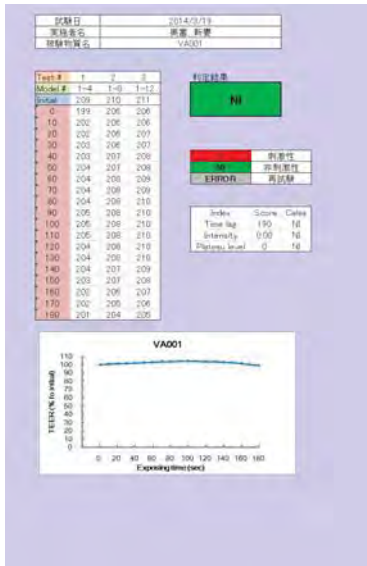 試験日 2014/3/19
実施者名
被験物質名 VA001
Test # 1 2 3
Model # 1-4 1-8 1-12
Initial 209 210 211
0 199 206 206
10 202 206 206
20 202 206 207
30 203 206 207
40 203 207 208
50 204 207 208
60 204 208 209
70 204 208 209
80 204 208 210
90 205 208 210
100 205 208 210
110 205 208 210
120 204 208 210
130 204 208 210
140 204 207 209
150 203 207 208
160 202 206 207
170 202 205 206
180 201 204 205
判定結果
NI
刺激性
NI 非刺激性
ERROR 再試験
Index Score Categ
Time lag 190 NI
Intensity 0.00 NI
Plateau level 0 NI
VA001
TEER (% to initial)
110
100
90
80
70
60
50
40
30
20
10
0
0 20 40 60 80 100 120 140 160 180
Exposing time (sec)